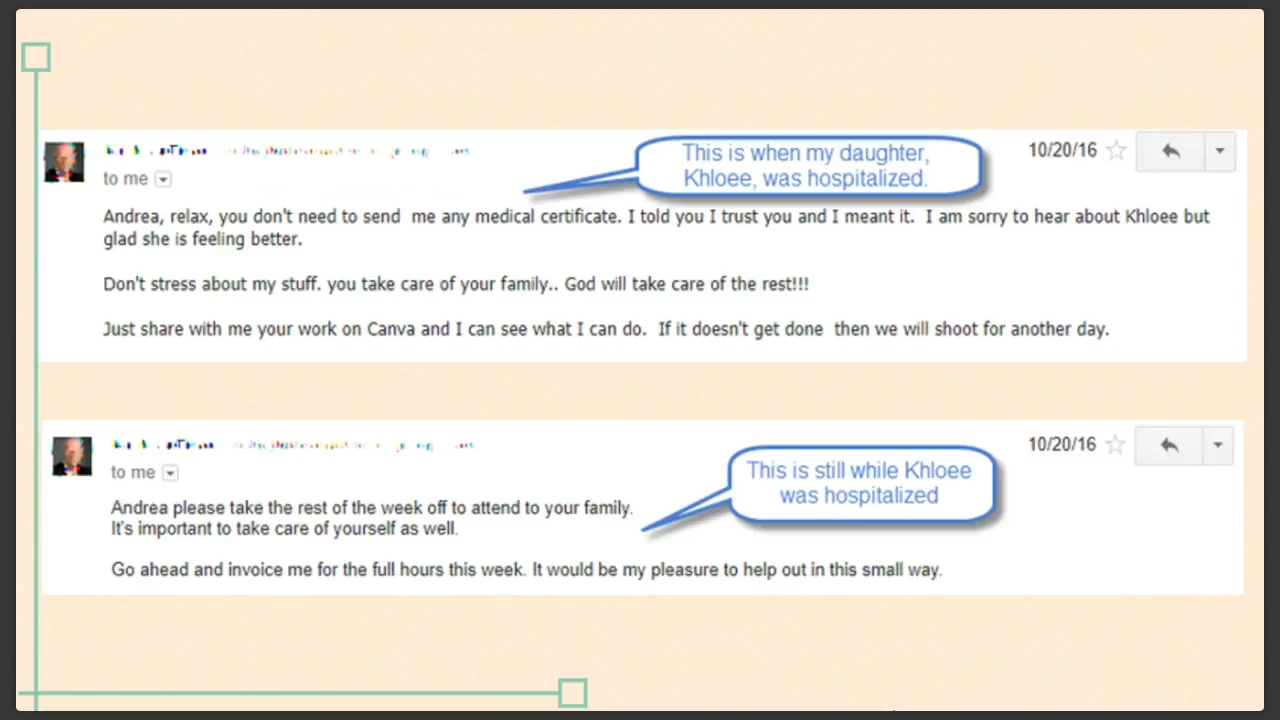 This is when my daughter,
Khloee, was hospitalized.
10/20/16
to me
Andrea, relax, you don't need to send  me any medical certificate. I told you I trust you and I meant it.  I am sorry to hear about Khloee but
glad she is feeling better.
Don't stress about my stuff. you take care of your family.. God will take care of the rest!!!
Just share with me your work on Canva and I can see what I can do.  If it doesn't get done  then we will shoot for another day.
10/20/16
to me
This is still while Khloee
was hospitalized
Andrea please take the rest of the week off to attend to your family.
It's important to take care of yourself as well.
Go ahead and invoice me for the full hours this week. It would be my pleasure to help out in this small way.